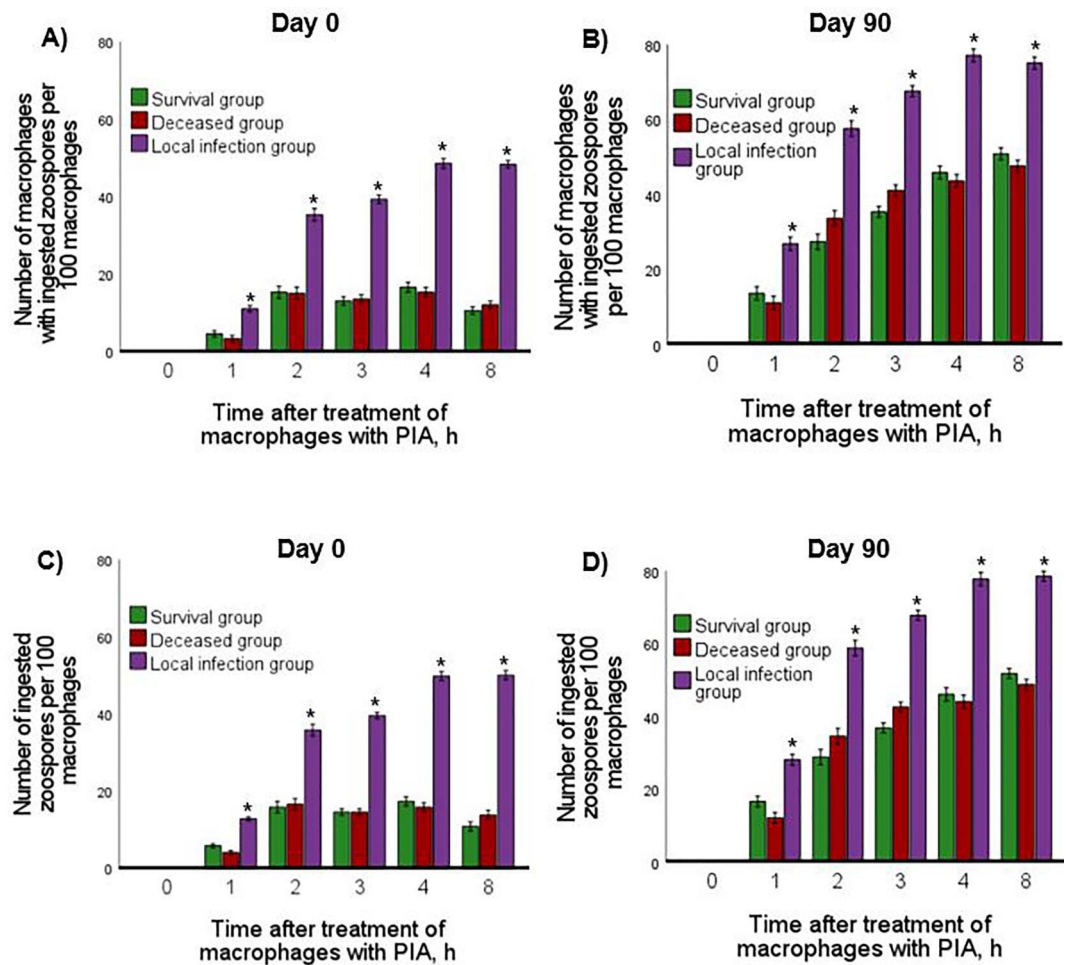 Day 0
A)
80
60
40
20
0
Number of macrophages
with ingested zoospores per
100 macrophages
Survival group
Deceased group
Local infection group
*
*
*
*
*
0 1 2 3 4 8
Time after treatment of
macrophages with PIA, h
Day 90
B)
80
60
40
20
0
Number of macrophages
with ingested zoospores
per 100 macrophages
Survival group
Deceased group
Local infection
group
*
*
*
*
*
0 1 2 3 4 8
Time after treatment of
macrophages with PIA, h
Day 0
C)
80
60
40
20
0
Number of ingested
zoospores per 100
macrophages
Survival group
Deceased group
Local infection group
*
*
*
*
*
0 1 2 3 4 8
Time after treatment of
macrophages with PIA, h
Day 90
D)
80
60
40
20
0
Number of ingested
zoospores per 100
macrophages
Survival group
Deceased group
Local infection
group
*
*
*
*
*
0 1 2 3 4 8
Time after treatment of
macrophages with PIA, h